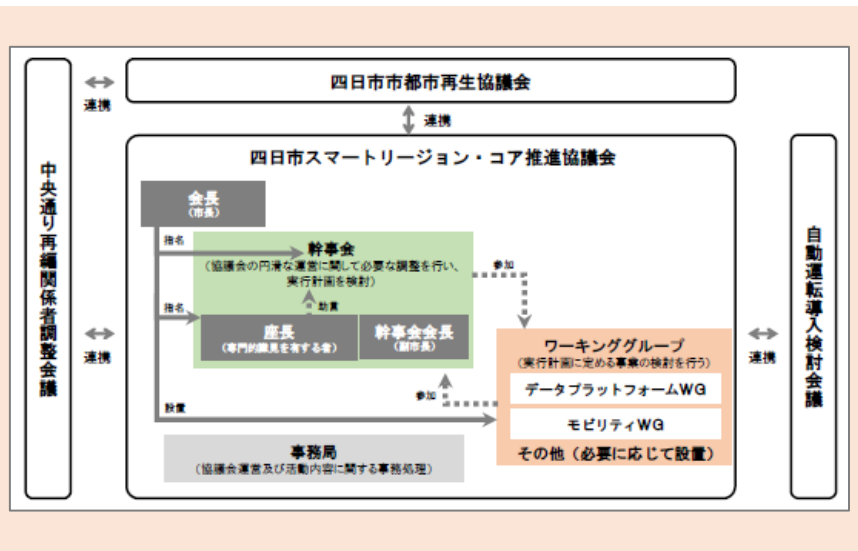 四日市市都市再生協議会
連携
連携
四日市スマートリージョン・コア推進協議会
中央通り再編関係者調整会議
会長
(市長)
指名
幹事会
(協議会の円滑な運営に関して必要な調整を行い、
実行計画を検討)
参加
助言
指名
座長
(専門的識見を有する者)
幹事会会長
(副市長)
連携
ワーキンググループ
(実行計画に定める事業の検討を行う)
データプラットフォームWG
モビリティWG
その他(必要に応じて設置)
参加
設置
事務局
(協議会運営及び活動内容に関する事務処理)
連携
自動運転導入検討会議